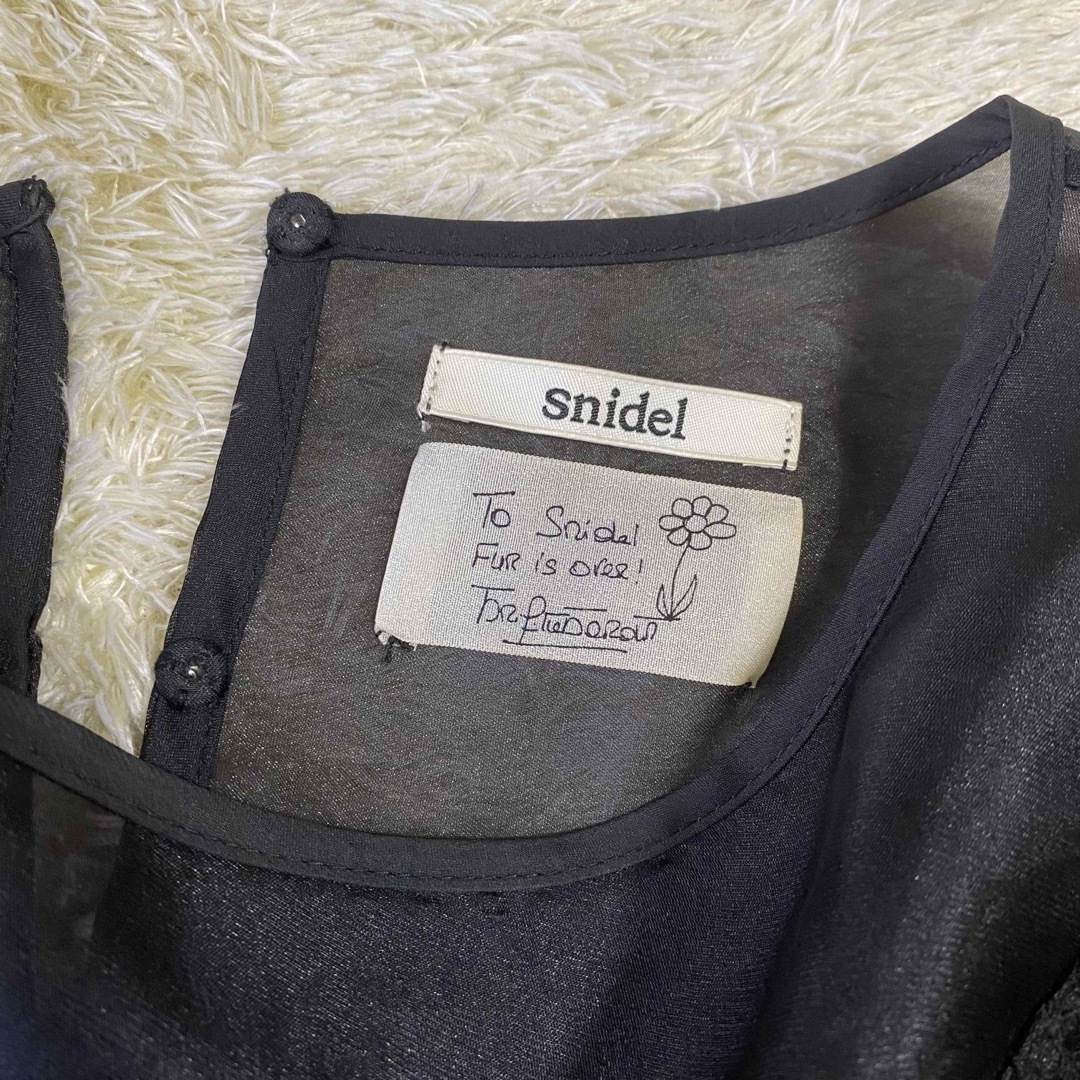 snidel
To Snidel
Fur is over!